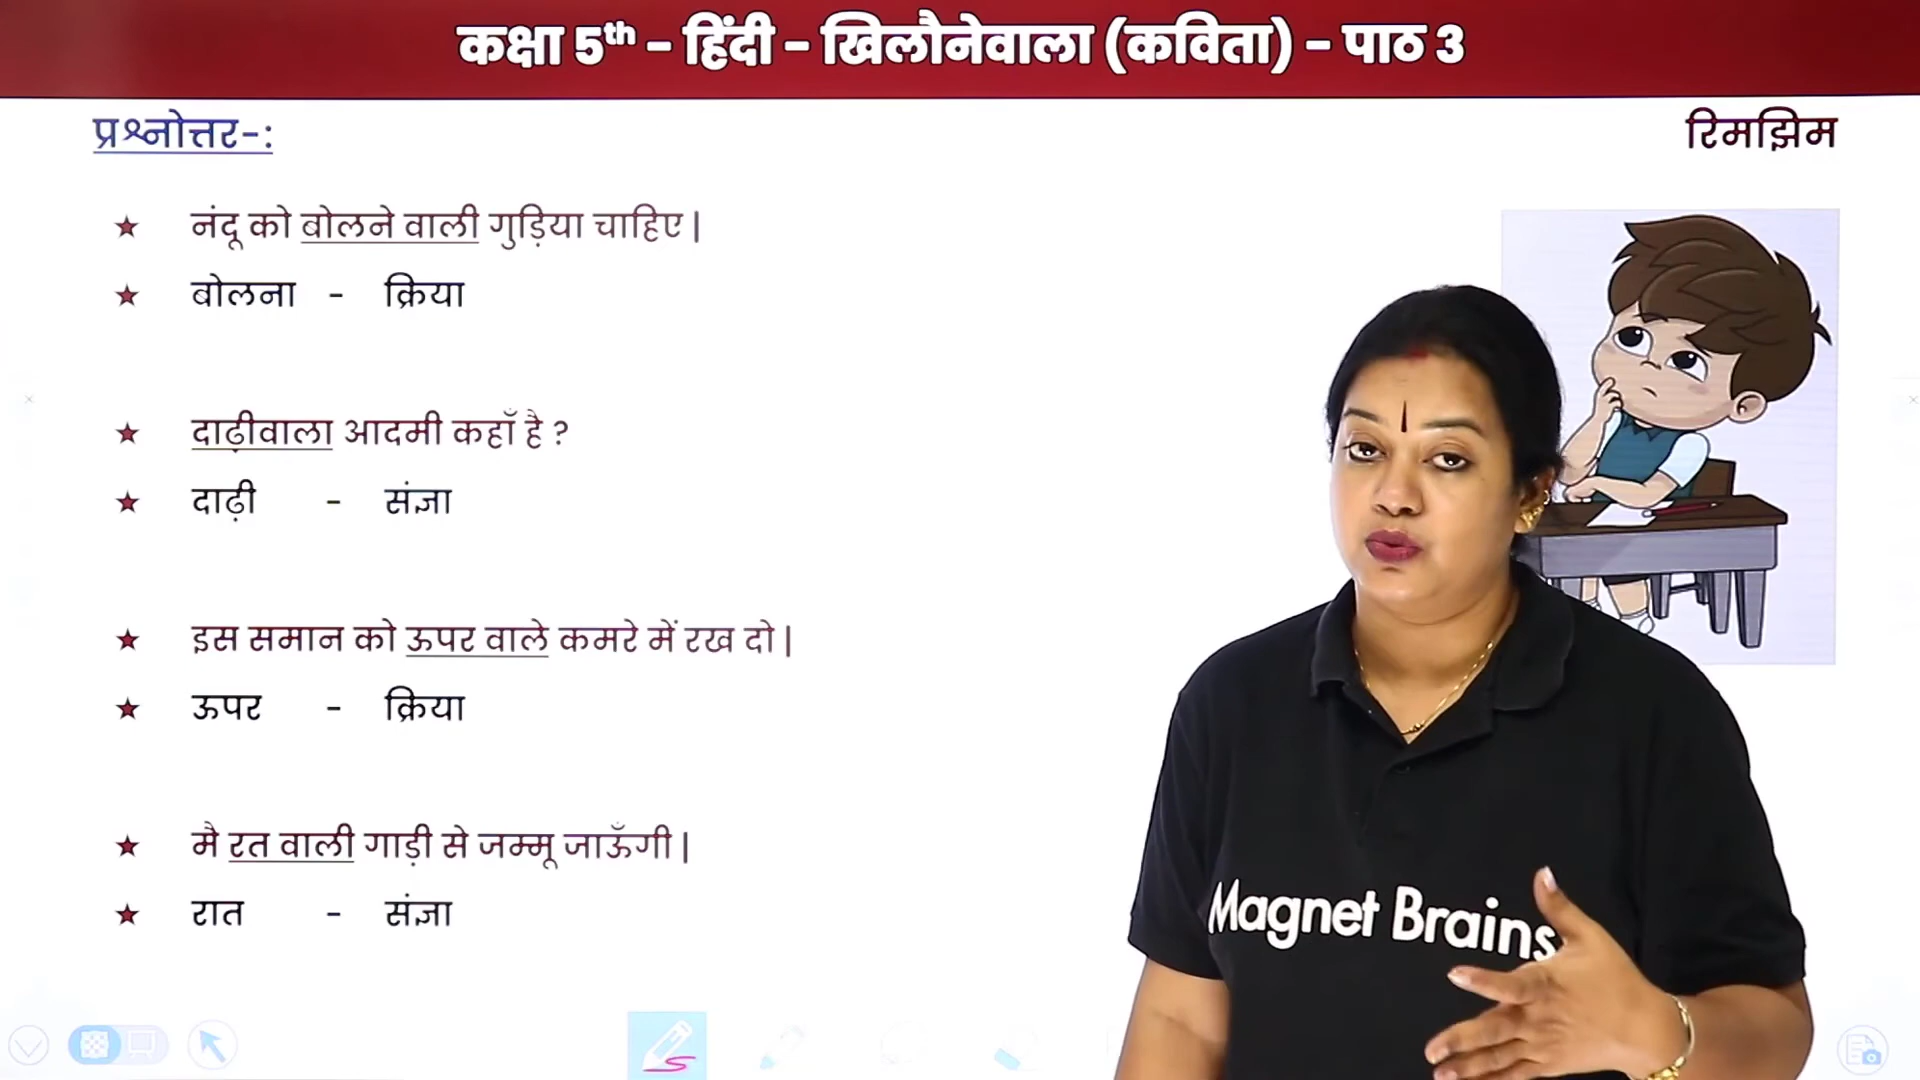 कक्षा 5th - हिंदी - खिलौनेवाला (कविता) - पाठ 3
प्रश्नोत्तर-:
रिमझिम
★ नंदू को बोलने वाली गुड़िया चाहिए |
★ बोलना - क्रिया
★ दाढ़ीवाला आदमी कहाँ है ?
★ दाढ़ी - संज्ञा
★ इस समान को ऊपर वाले कमरे में रख दो |
★ ऊपर - क्रिया
★ मै रत वाली गाड़ी से जम्मू जाऊँगी |
★ रात - संज्ञा
Magnet Brains